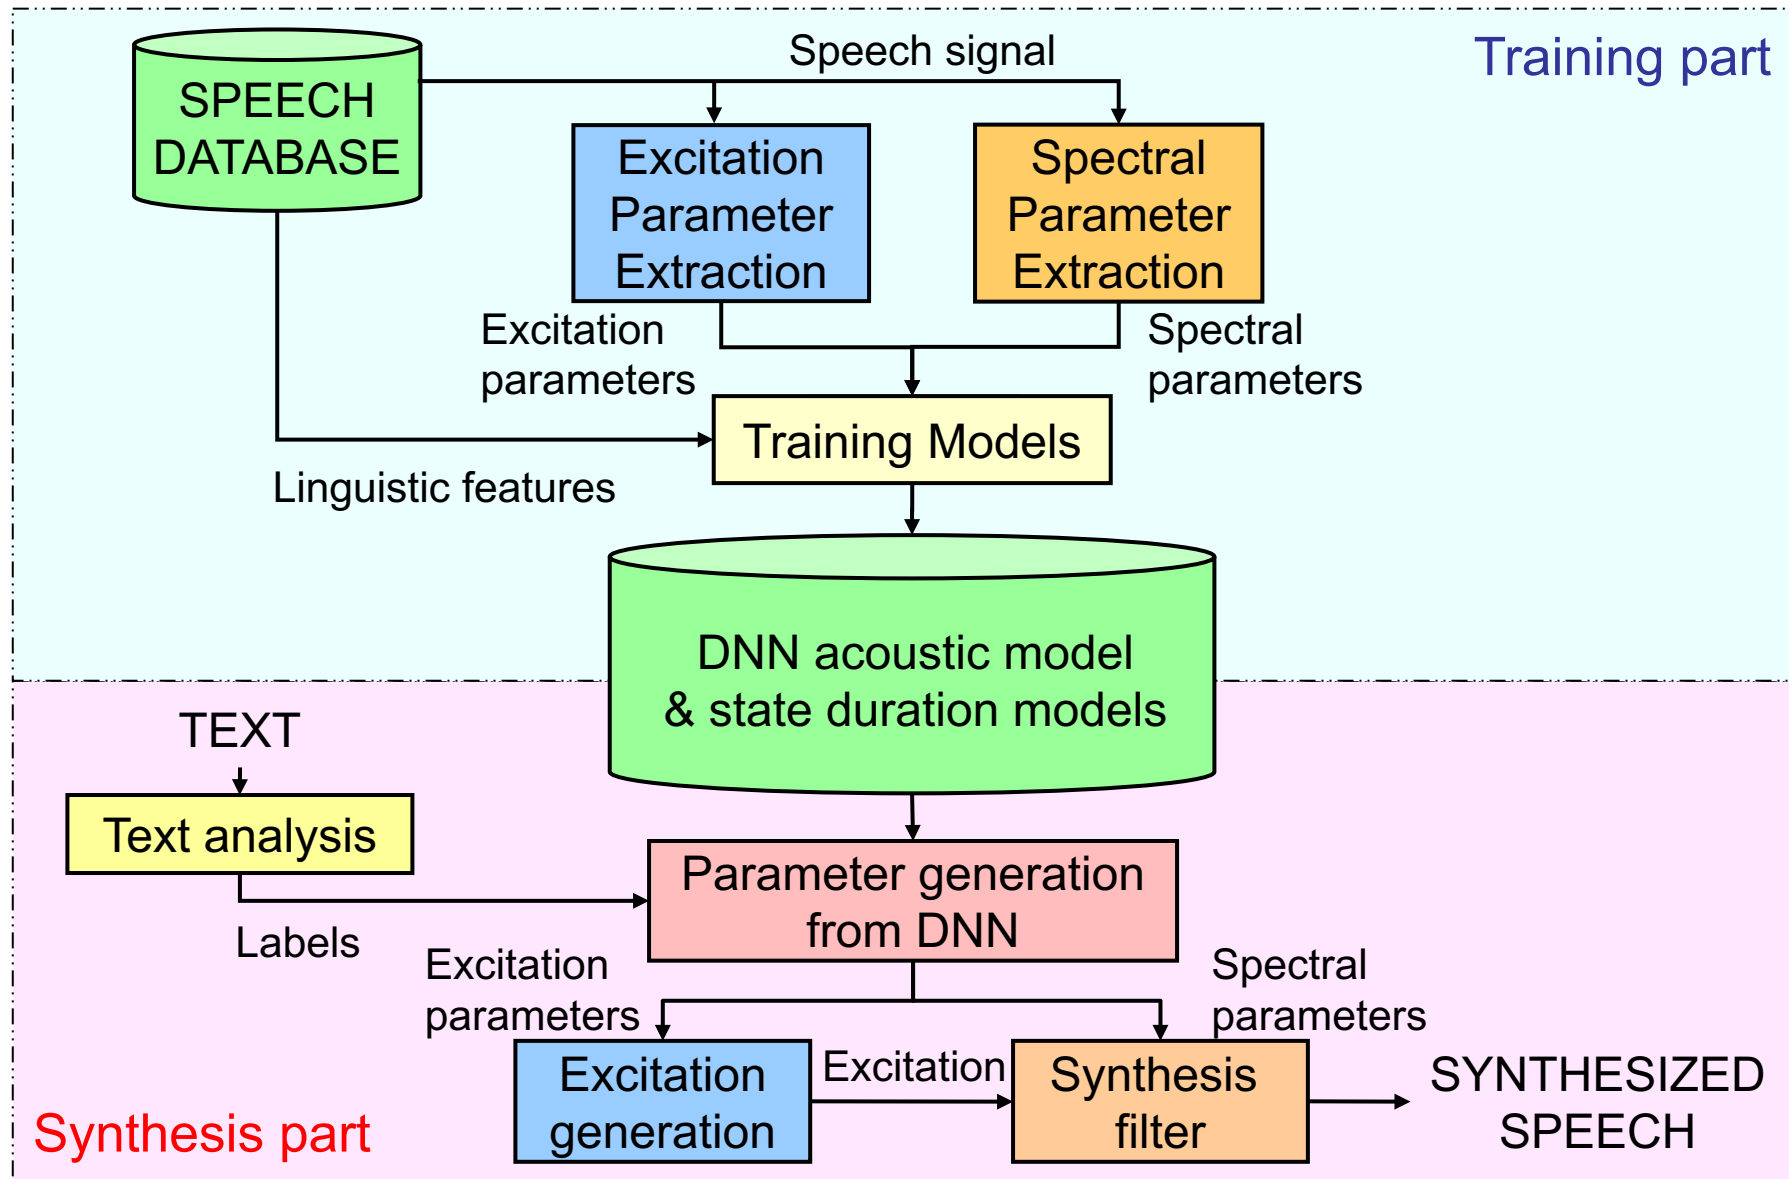 Speech signal
Training part
SPEECH
DATABASE
Excitation
Parameter
Extraction
Spectral
Parameter
Extraction
Excitation
parameters
Spectral
parameters
Training Models
Linguistic features
DNN acoustic model
& state duration models
TEXT
Text analysis
Labels
Parameter generation
from DNN
Excitation
parameters
Spectral
parameters
Excitation
generation
Excitation
Synthesis
filter
SYNTHESIZED
SPEECH
Synthesis part